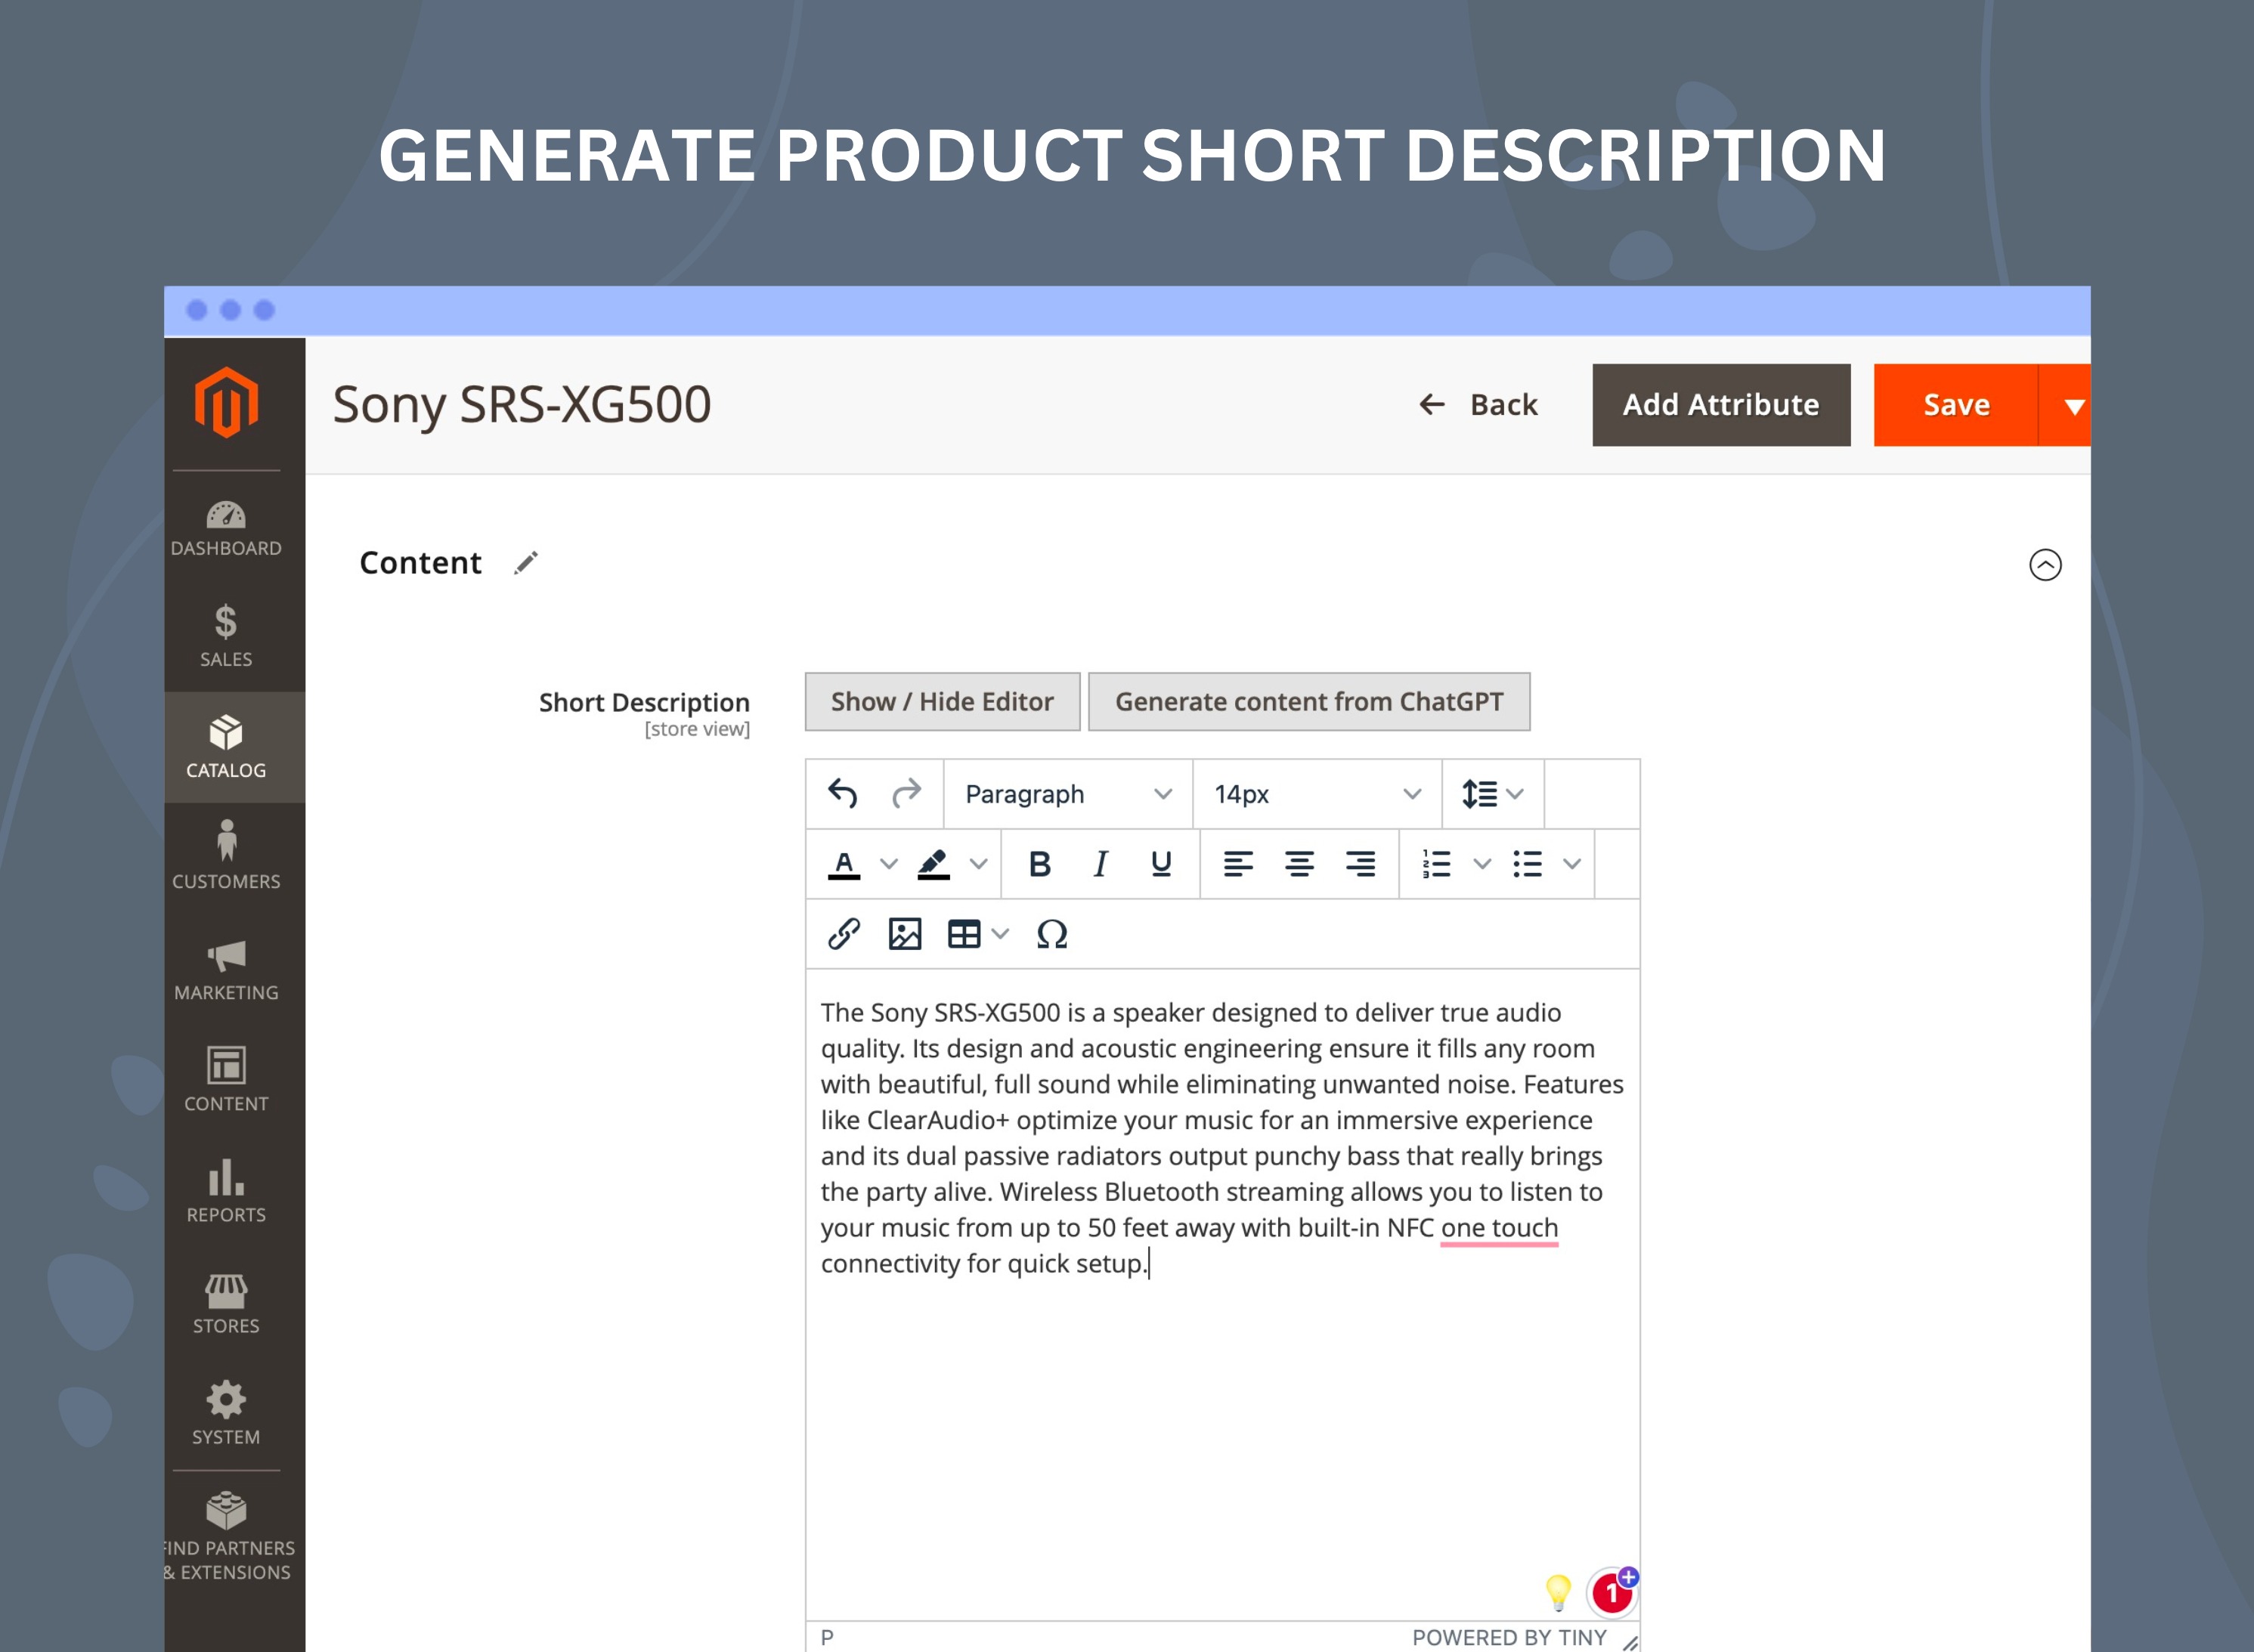 GENERATE PRODUCT SHORT DESCRIPTION
Sony SRS-XG500
Back
Add Attribute
Save
DASHBOARD
SALES
CATALOG
CUSTOMERS
MARKETING
CONTENT
REPORTS
STORES
SYSTEM
FIND PARTNERS
& EXTENSIONS
Content
Short Description
[store view]
Show / Hide Editor
Generate content from ChatGPT
Paragraph
14px
A
B I U
Ω
The Sony SRS-XG500 is a speaker designed to deliver true audio
quality. Its design and acoustic engineering ensure it fills any room
with beautiful, full sound while eliminating unwanted noise. Features
like ClearAudio+ optimize your music for an immersive experience
and its dual passive radiators output punchy bass that really brings
the party alive. Wireless Bluetooth streaming allows you to listen to
your music from up to 50 feet away with built-in NFC one touch
connectivity for quick setup.
1
P
POWERED BY TINY